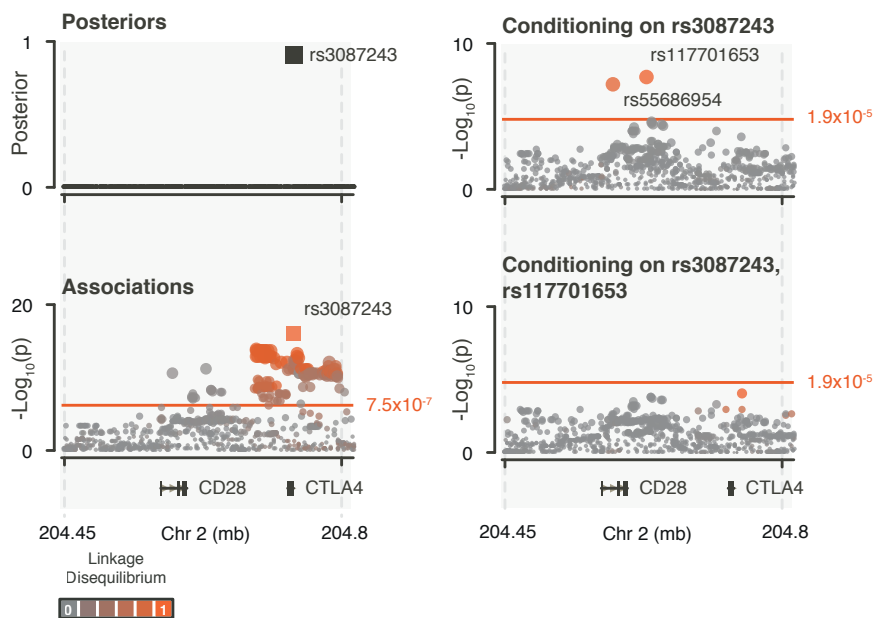 Posteriors
1
Posterior
0
rs3087243
Associations
20
-Log10(p)
0
rs3087243
7.5x10-7
CD28
CTLA4
204.45
Chr 2 (mb)
204.8
Linkage
Disequilibrium
0
1
Conditioning on rs3087243
10
-Log10(p)
0
rs117701653
rs55686954
1.9x10-5
Conditioning on rs3087243,
rs117701653
10
-Log10(p)
0
1.9x10-5
CD28
CTLA4
204.45
Chr 2 (mb)
204.8